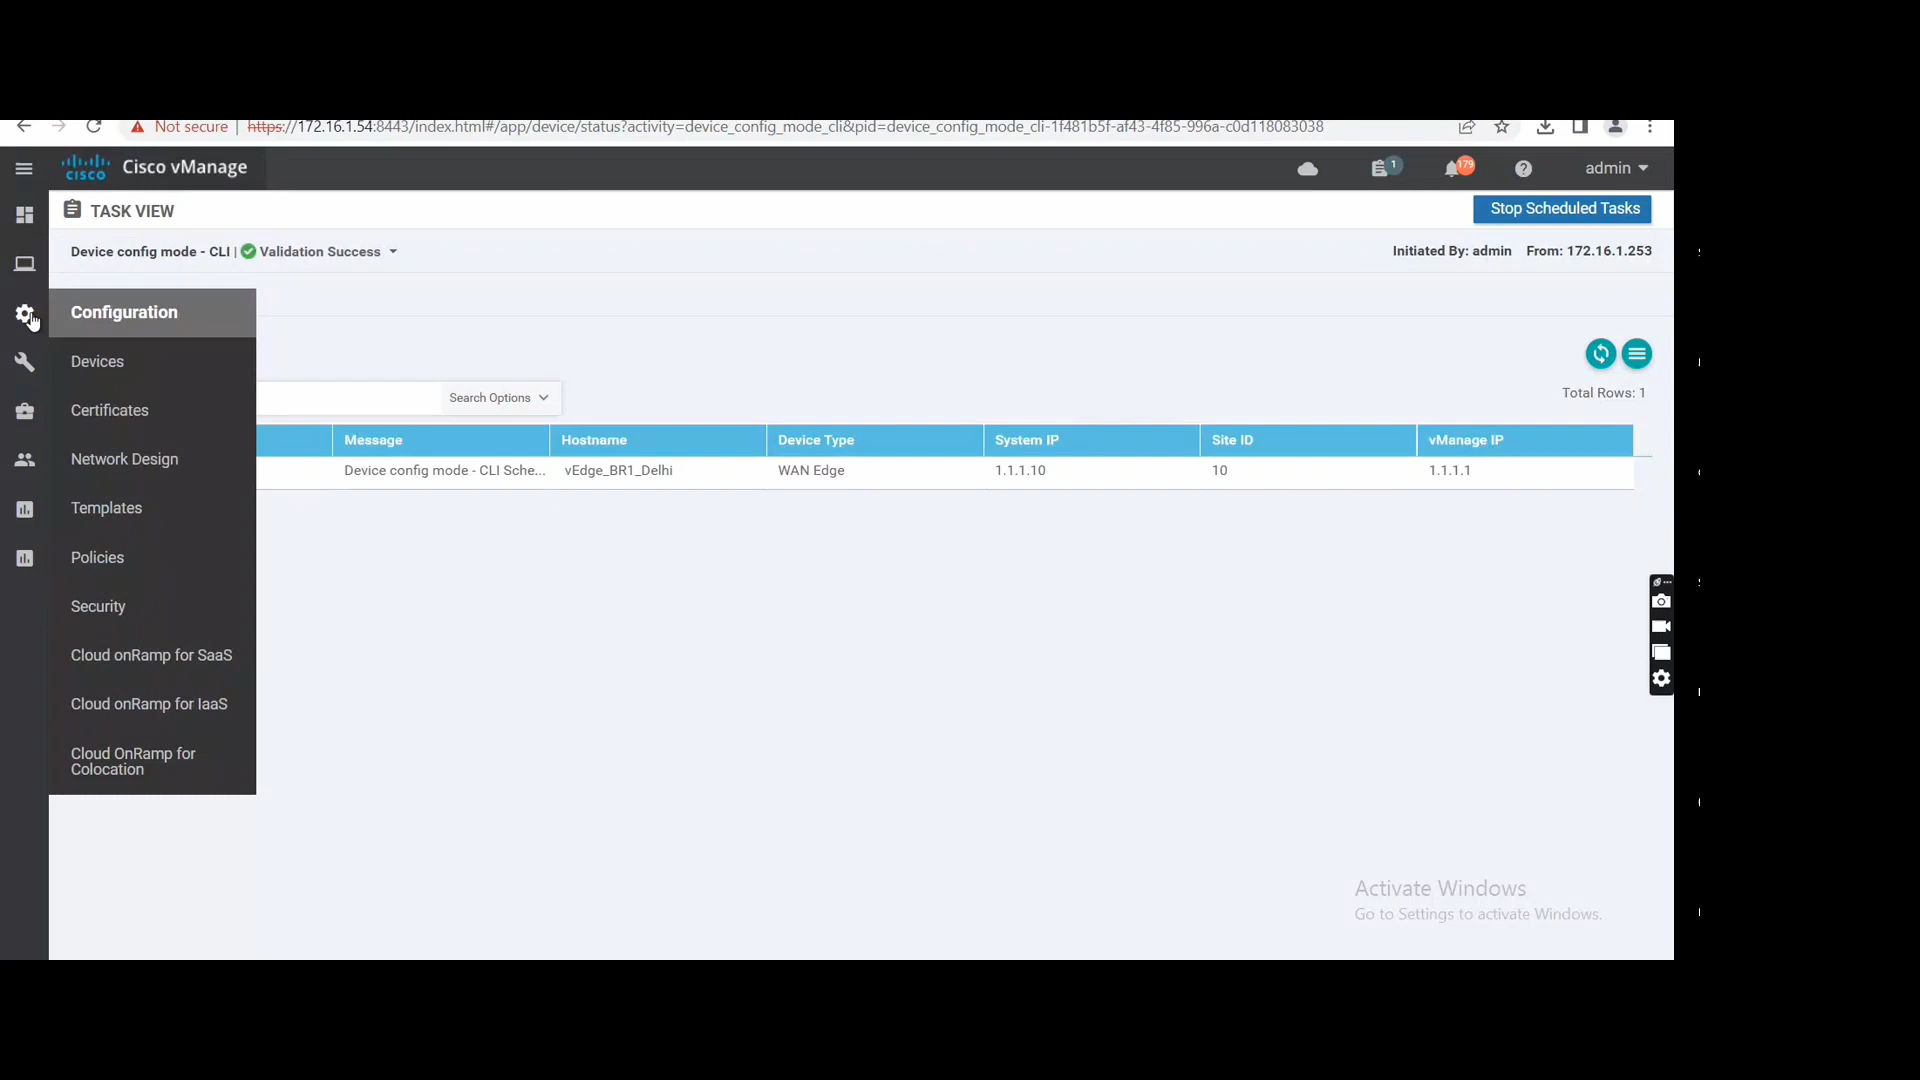 Not secure | https://172.16.1.54:8443/index.html#/app/device/status?activity=device_config_mode_cli&pid=device_config_mode_cli-1f481b5f-af43-4f85-996a-c0d118083038
cisco Cisco vManage 1 179 admin
TASK VIEW Stop Scheduled Tasks
Device config mode - CLI | Validation Success Initiated By: admin From: 172.16.1.253
Configuration
Devices
Certificates
Network Design
Templates
Policies
Security
Cloud onRamp for SaaS
Cloud onRamp for IaaS
Cloud OnRamp for
Colocation
Search Options
Total Rows: 1
Message Hostname Device Type System IP Site ID vManage IP
Device config mode - CLI Sche... vEdge_BR1_Delhi WAN Edge 1.1.1.10 10 1.1.1.1
Activate Windows
Go to Settings to activate Windows.